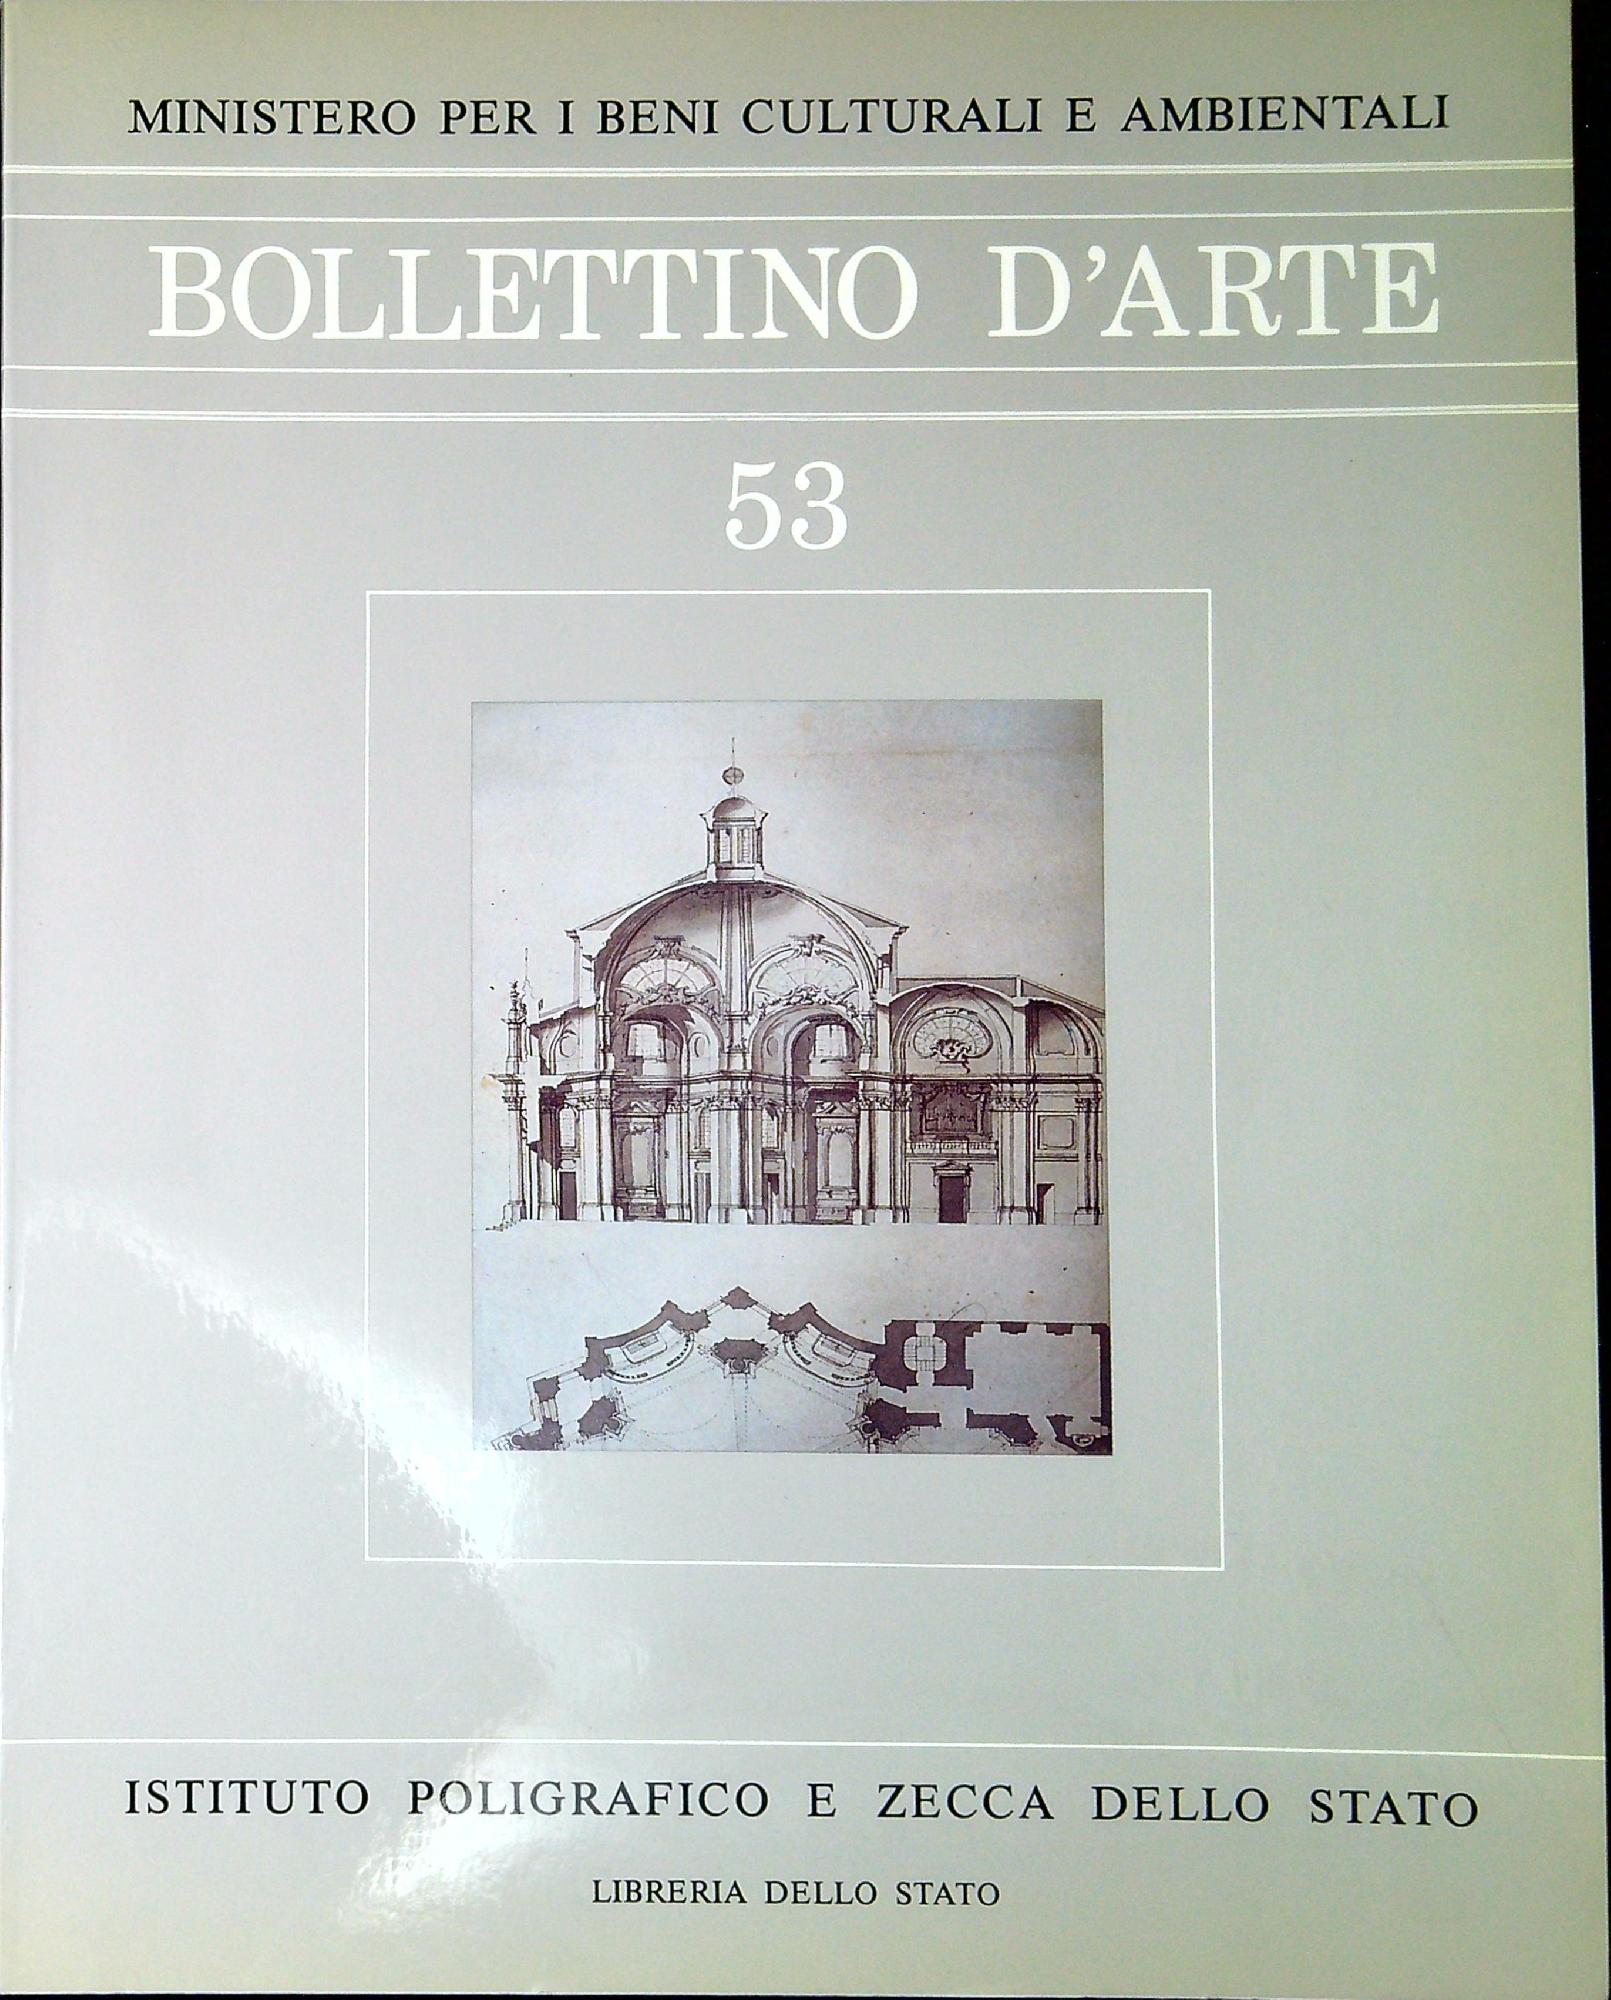 MINISTERO PER I BENI CULTURALI E AMBIENTALI
BOLLETTINO D'ARTE
53
ISTITUTO POLIGRAFICO E ZECCA DELLO STATO
LIBRERIA DELLO STATO